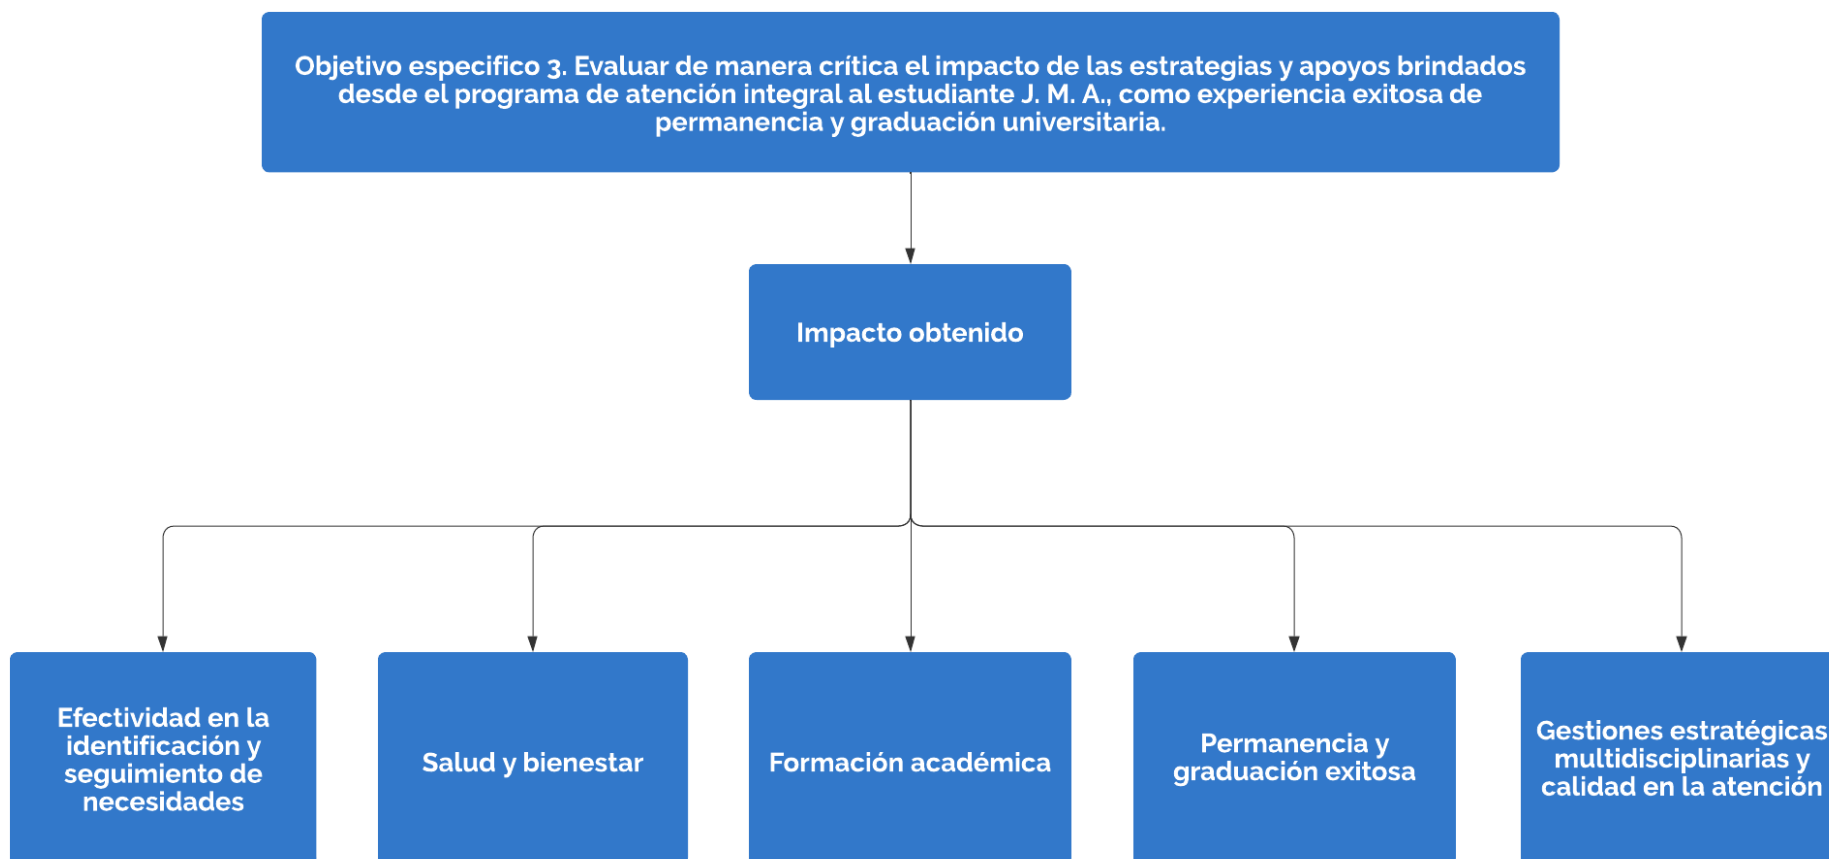 Objetivo especifico 3. Evaluar de manera crítica el impacto de las estrategias y apoyos brindados
desde el programa de atención integral al estudiante J. M. A., como experiencia exitosa de
permanencia y graduación universitaria.
Impacto obtenido
Efectividad en la
identificación y
seguimiento de
necesidades
Salud y bienestar
Formación académica
Permanencia y
graduación exitosa
Gestiones estratégicas
multidisciplinarias y
calidad en la atención